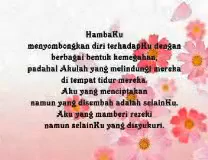 HambaKu
menyombongkan diri terhadapKu dengan
berbagai bentuk kemegahan,
padahal Akulah yang melindungi mereka
di tempat tidur mereka.
Aku yang menciptakan
namun yang disembah adalah selainKu.
Aku yang memberi rezeki
namun selainKu yang disyukuri.